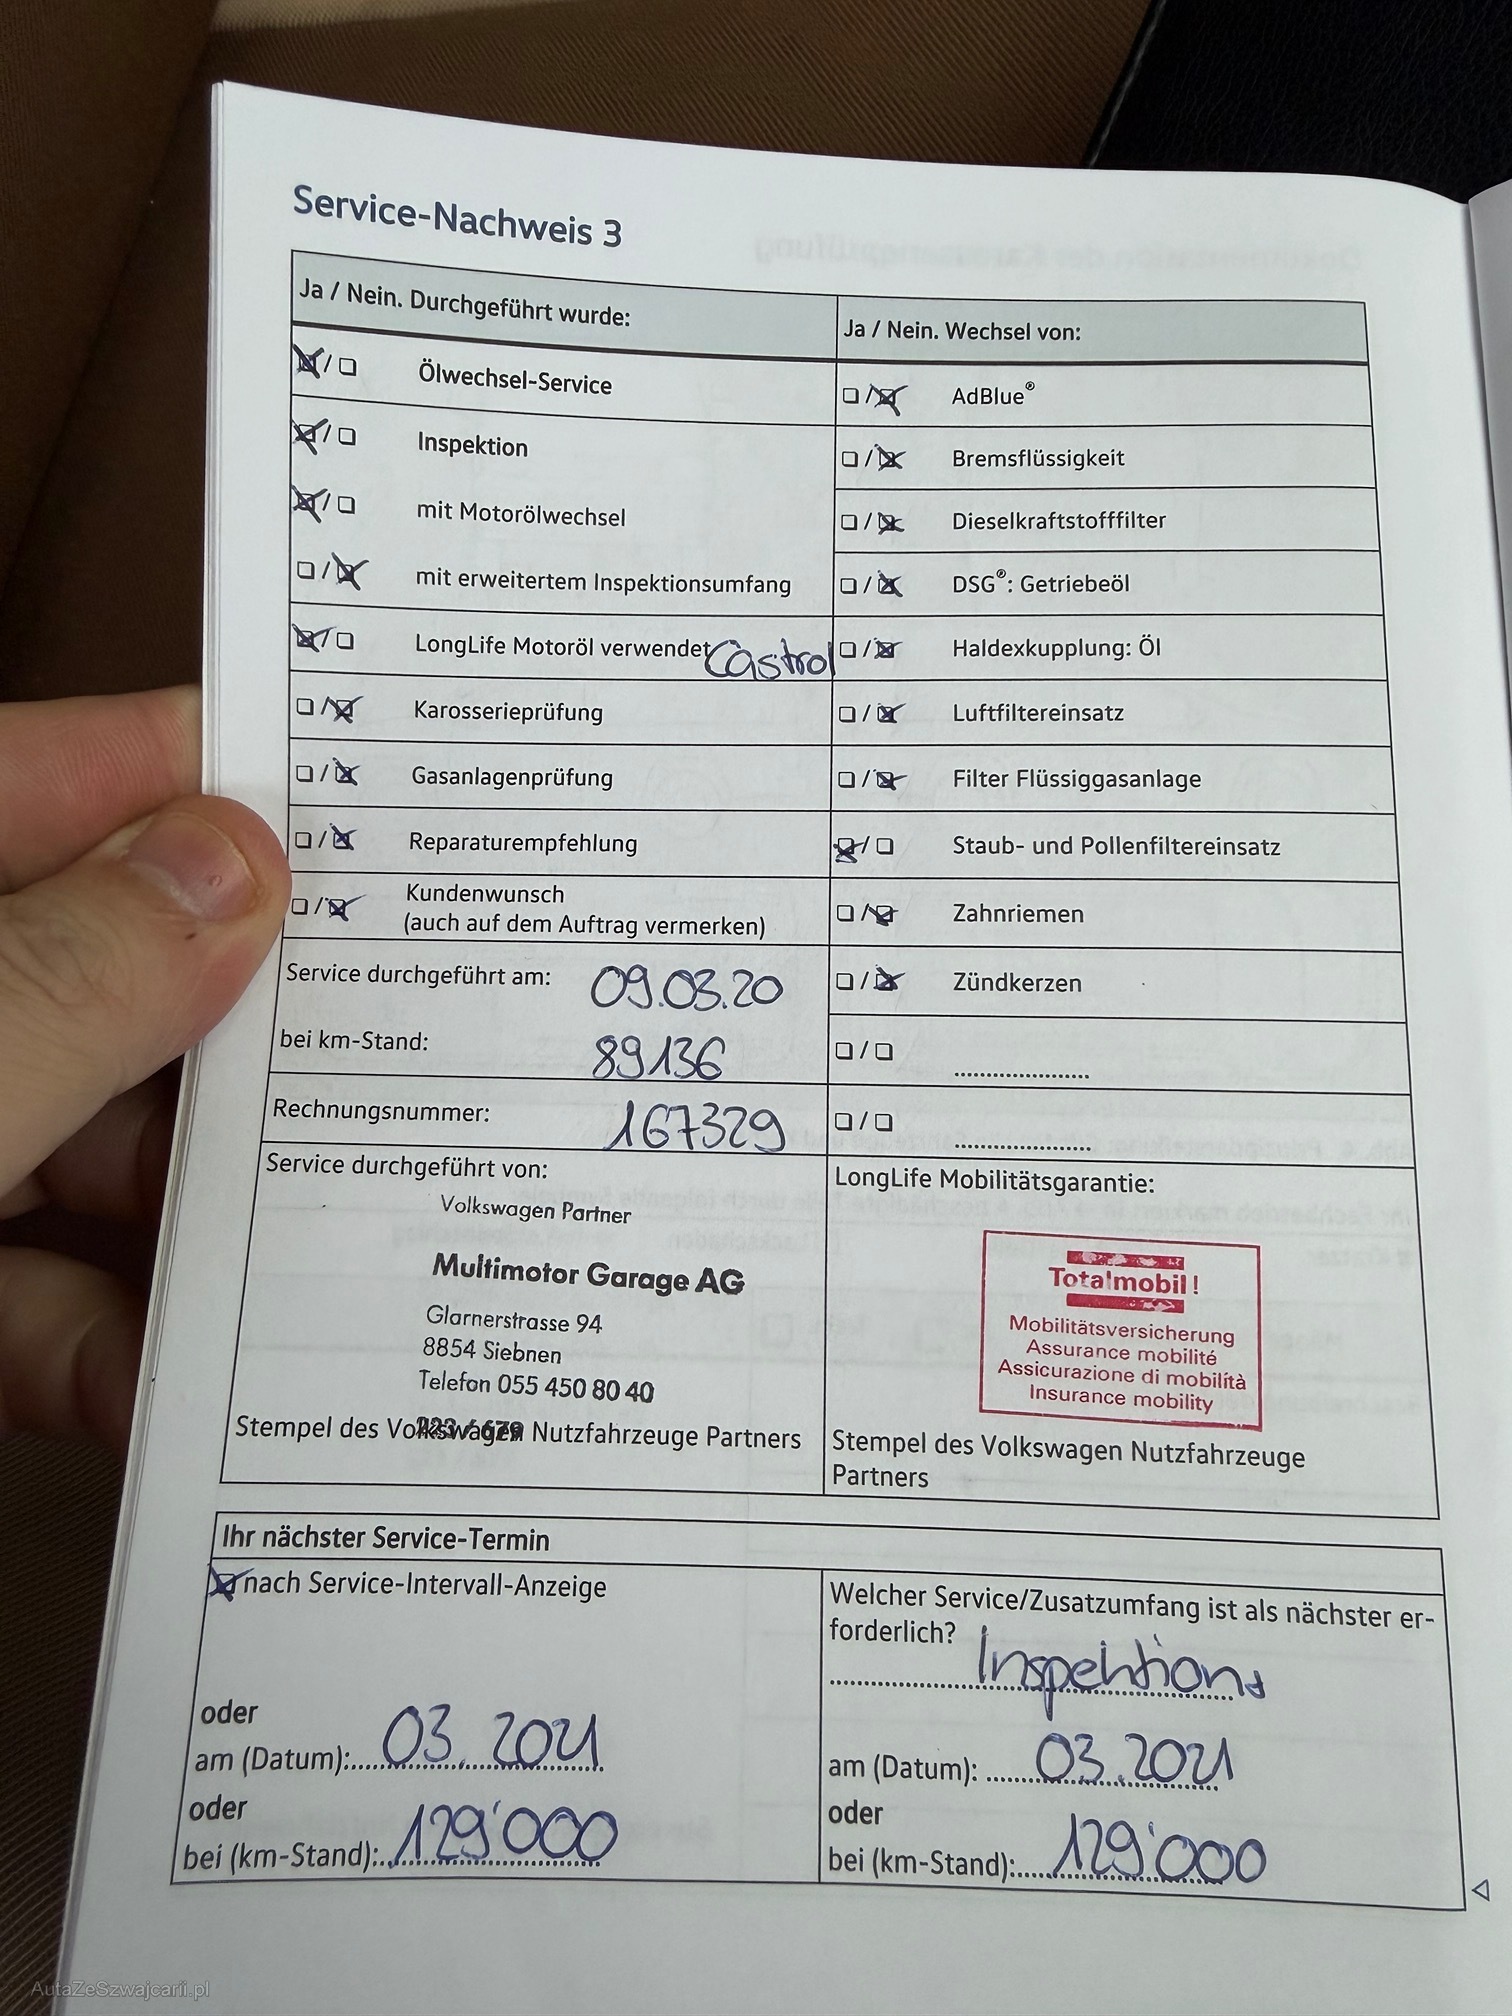 Service-Nachweis 3
Ja / Nein. Durchgeführt wurde:
Ölwechsel-Service
Inspektion
mit Motorölwechsel
mit erweitertem Inspektionsumfang
LongLife Motoröl verwendet Castrol
Karosserieprüfung
Gasanlagenprüfung
Reparaturempfehlung
Kundenwunsch
(auch auf dem Auftrag vermerken)
Service durchgeführt am: 09.03.20
bei km-Stand: 89136
Rechnungsnummer: 167329
Ja / Nein. Wechsel von:
AdBlue®
Bremsflüssigkeit
Dieselkraftstofffilter
DSG®: Getriebeöl
Haldexkupplung: Öl
Luftfiltereinsatz
Filter Flüssiggasanlage
Staub- und Pollenfiltereinsatz
Zahnriemen
Zündkerzen
Service durchgeführt von:
Volkswagen Partner
Multimotor Garage AG
Glarnerstrasse 94
8854 Siebnen
Telefon 055 450 80 40
Stempel des Volkswagen Nutzfahrzeuge Partners
LongLife Mobilitätsgarantie:
Totalmobil!
Mobilitätsversicherung
Assurance mobilité
Assicurazione di mobilità
Insurance mobility
Stempel des Volkswagen Nutzfahrzeuge
Partners
Ihr nächster Service-Termin
nach Service-Intervall-Anzeige
oder
am (Datum): 03.2021
oder
bei (km-Stand): 129'000
Welcher Service/Zusatzumfang ist als nächster er-
forderlich?
Inspektion
am (Datum): 03.2021
oder
bei (km-Stand): 129'000
AutaZeSzwajcarii.pl